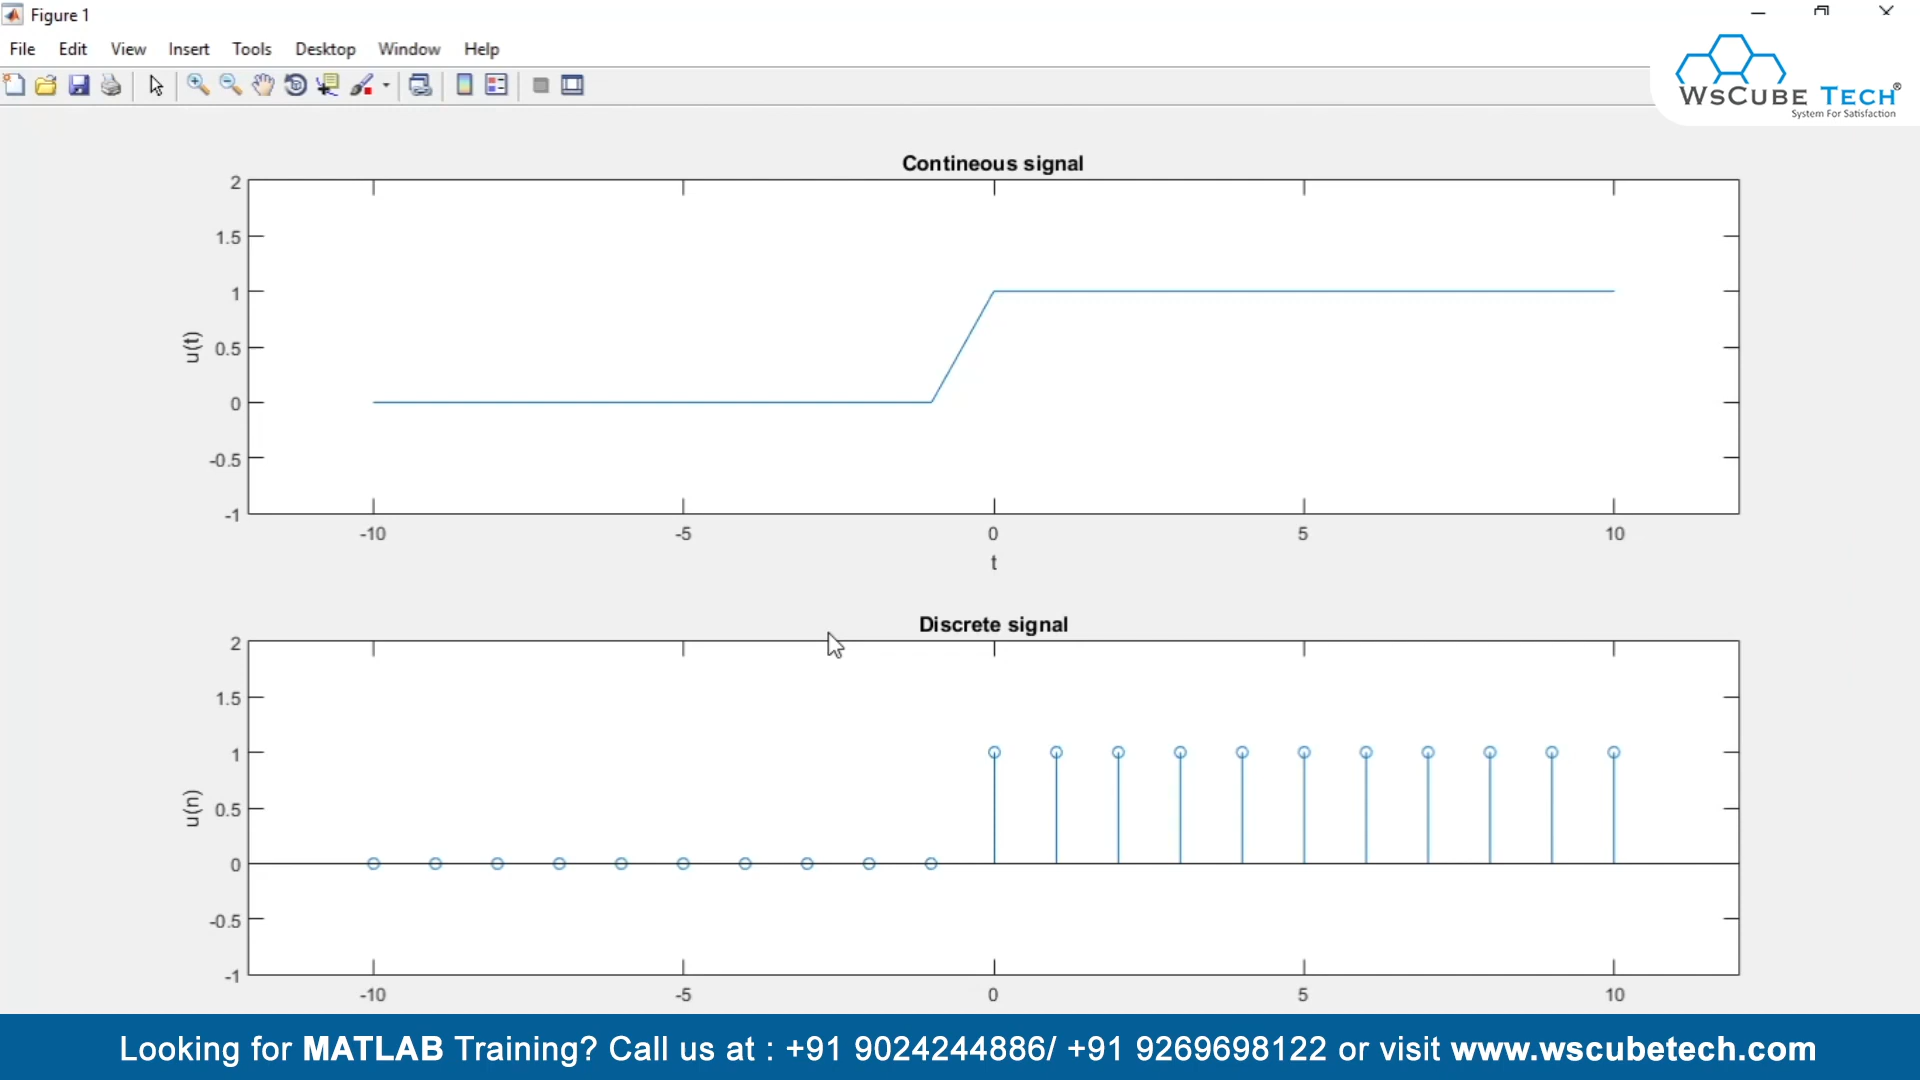 Figure 1
File Edit View Insert Tools Desktop Window Help
WsCube Tech®
System For Satisfaction
Contineous signal
2
1.5
1
0.5
0
-0.5
-1
u(t)
-10 -5 0 5 10
t
Discrete signal
2
1.5
1
0.5
0
-0.5
-1
u(n)
-10 -5 0 5 10
Looking for MATLAB Training? Call us at : +91 9024244886/ +91 9269698122 or visit www.wscubetech.com